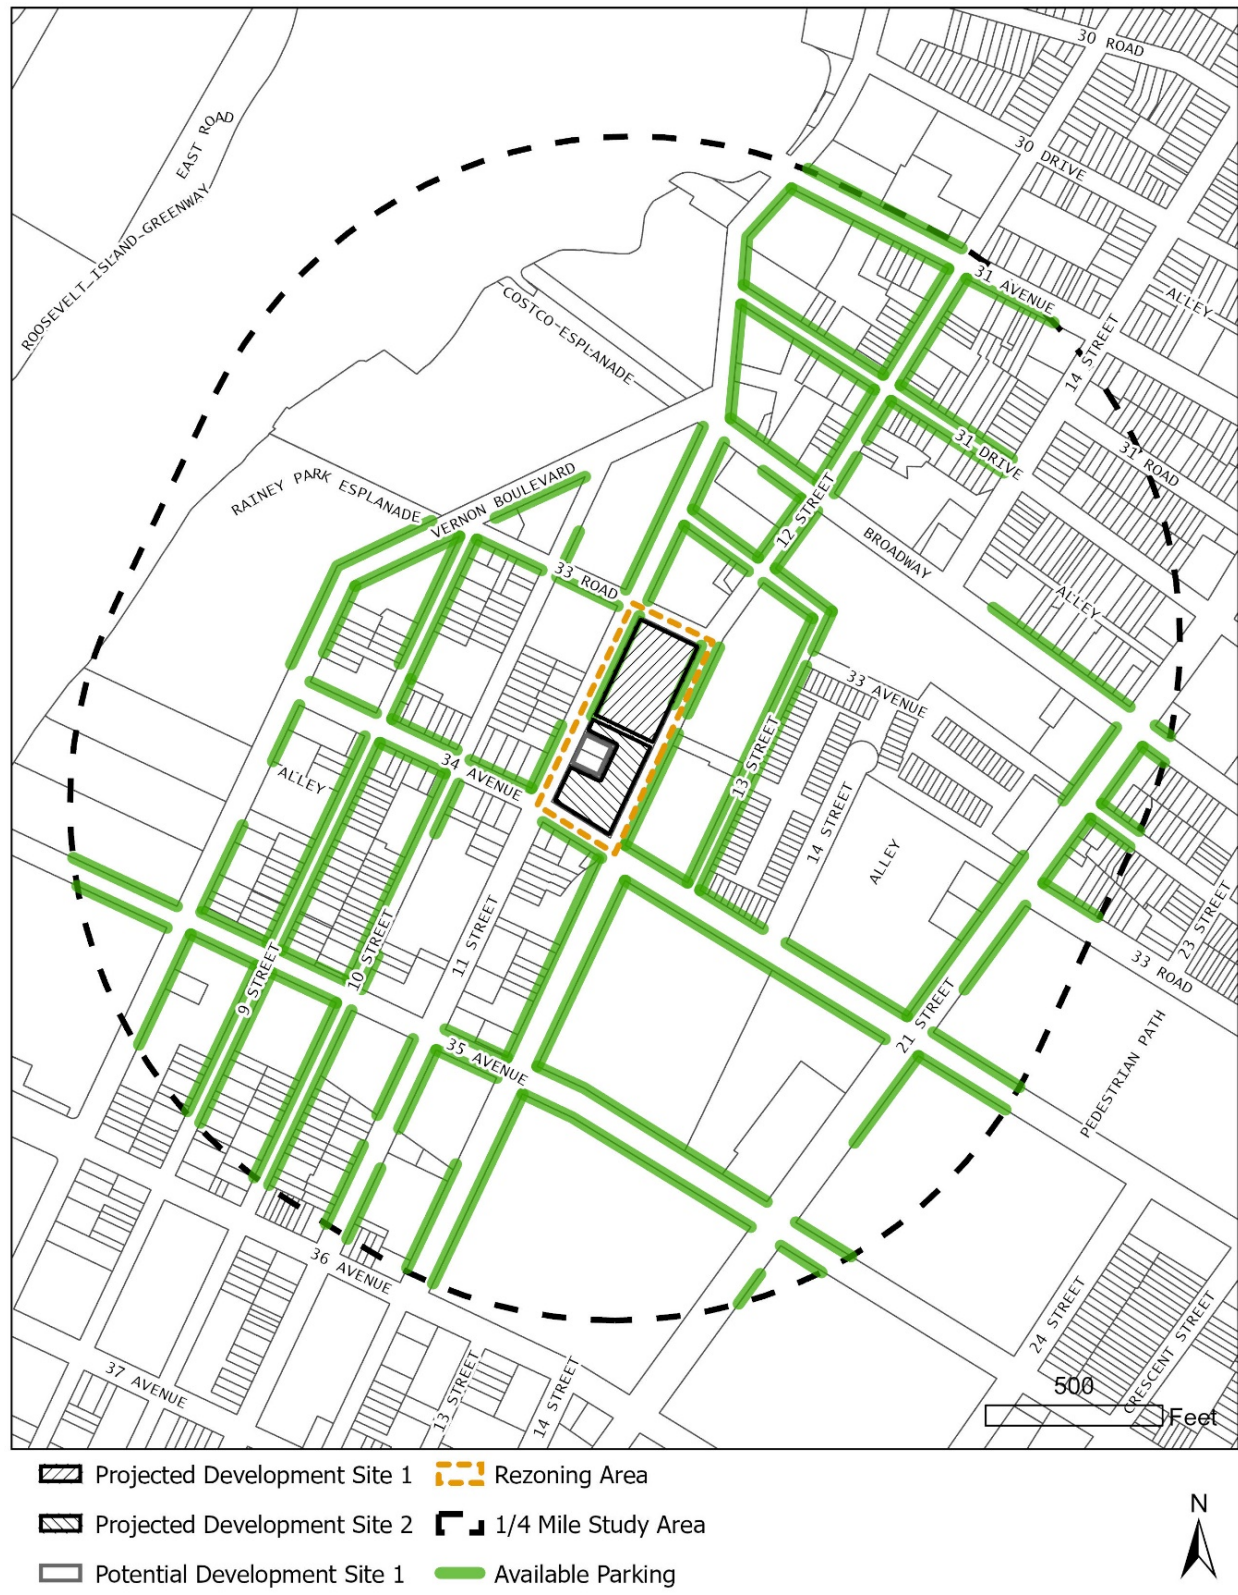 30 ROAD
30 DRIVE
EAST ROAD
ROOSEVELT ISLAND GREENWAY
31 AVENUE
ALLEY
COSTCO ESPLANADE
14 STREET
31 DRIVE
31 ROAD
RAINEY PARK ESPLANADE
VERNON BOULEVARD
12 STREET
BROADWAY
33 ROAD
ALLEY
33 AVENUE
34 AVENUE
ALLEY
13 STREET
14 STREET
ALLEY
11 STREET
10 STREET
9 STREET
23 STREET
33 ROAD
21 STREET
35 AVENUE
PEDESTRIAN PATH
36 AVENUE
24 STREET
CRESCENT STREET
37 AVENUE
13 STREET
14 STREET
500
Feet
Projected Development Site 1
Rezoning Area
Projected Development Site 2
1/4 Mile Study Area
Potential Development Site 1
Available Parking
N